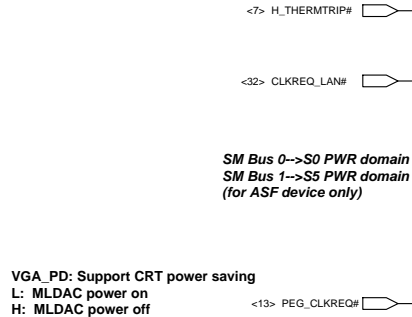 <7> H_THERMTRIP#
<32> CLKREQ_LAN#
SM Bus 0-->S0 PWR domain
SM Bus 1-->S5 PWR domain
(for ASF device only)
VGA_PD: Support CRT power saving
L: MLDAC power on
H: MLDAC power off
<13> PEG_CLKREQ#